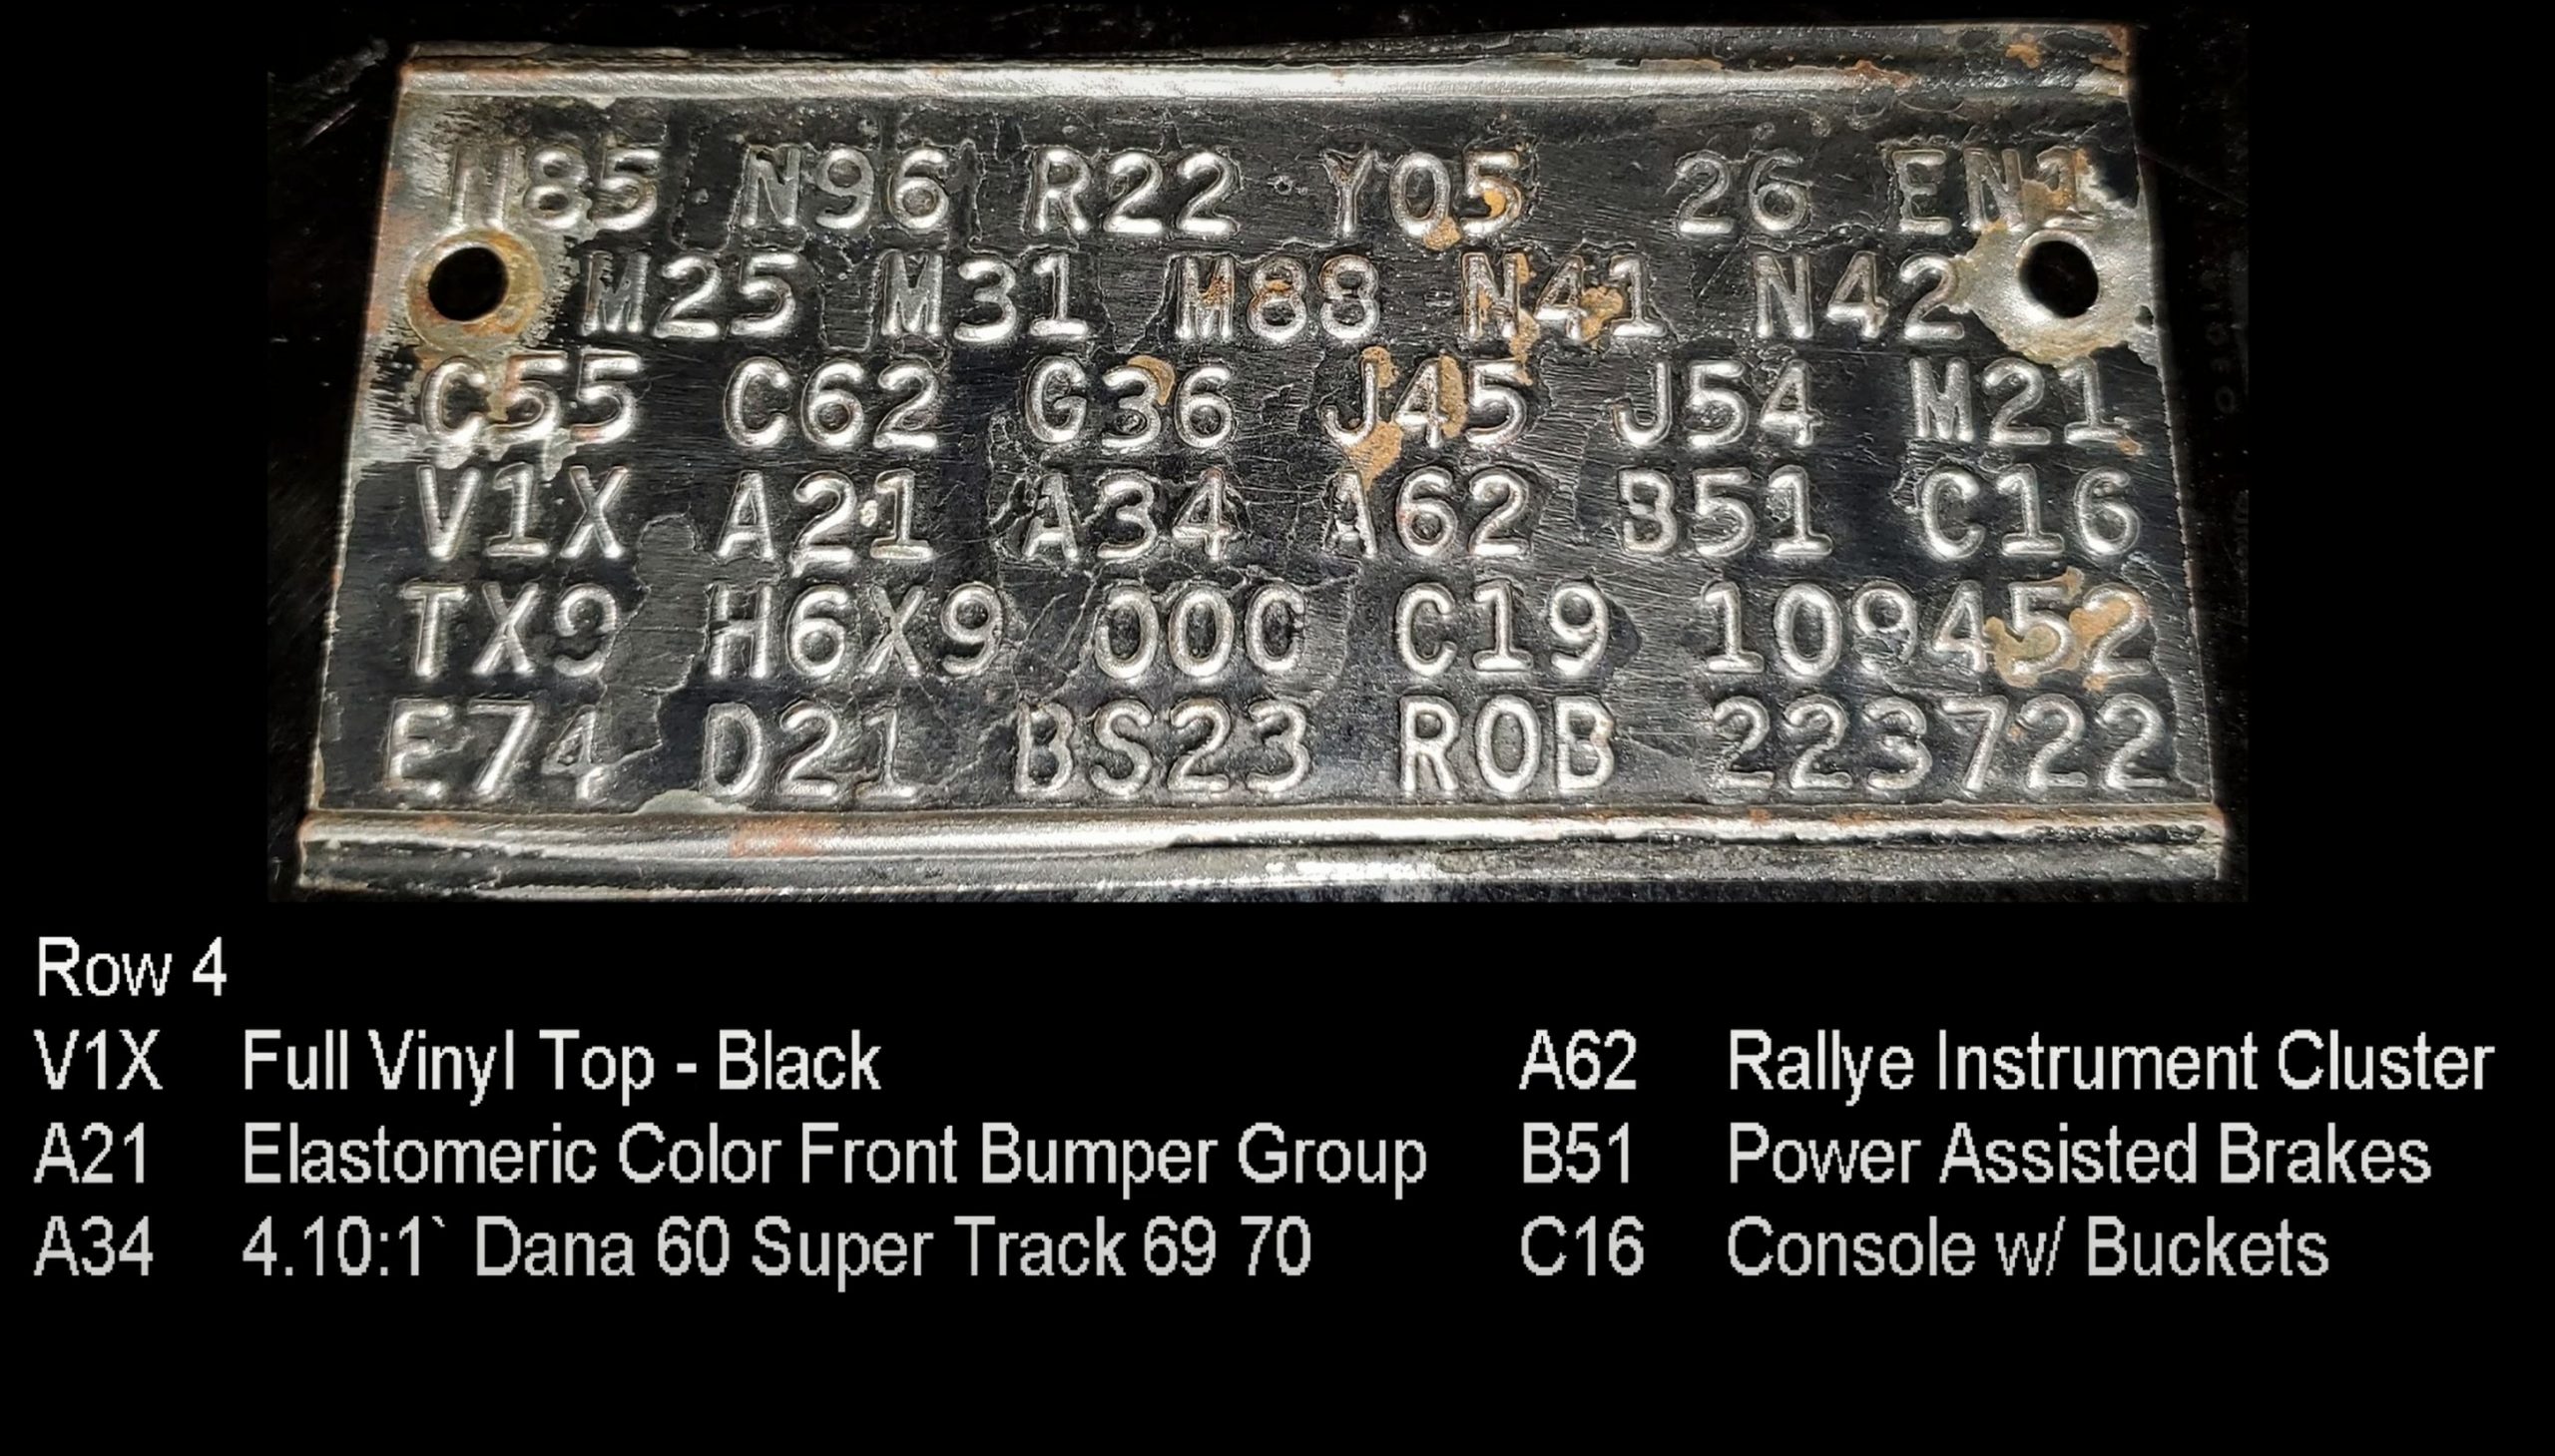 N85 N96 R22 Y05 26 EN1
M25 M31 M88 N41 N42
C55 C62 G36 J45 J54 M21
V1X A21 A34 A62 B51 C16
TX9 H6X9 000 C19 109452
E74 D21 BS23 R0B 223722
Row 4
V1X Full Vinyl Top - Black
A21 Elastomeric Color Front Bumper Group
A34 4.10:1` Dana 60 Super Track 69 70
A62 Rallye Instrument Cluster
B51 Power Assisted Brakes
C16 Console w/ Buckets